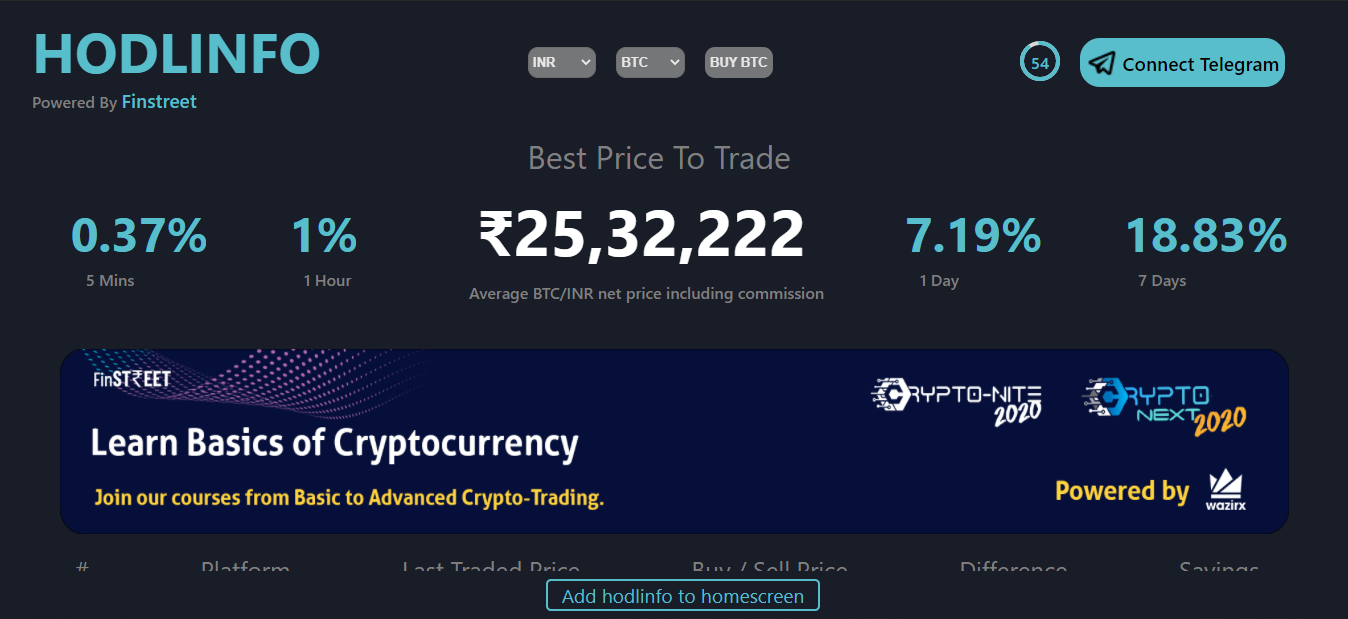 HODLINFO
Powered By Finstreet
INR
BTC
BUY BTC
54
Connect Telegram
Best Price To Trade
0.37%
5 Mins
1%
1 Hour
₹25,32,222
Average BTC/INR net price including commission
7.19%
1 Day
18.83%
7 Days
FinSTREET
Learn Basics of Cryptocurrency
Join our courses from Basic to Advanced Crypto-Trading.
CRYPTO-NITE
2020
CRYPTO
NEXT 2020
Powered by
wazirx
# Platform Last Traded Price Buy / Sell Price Difference Savings
Add hodlinfo to homescreen